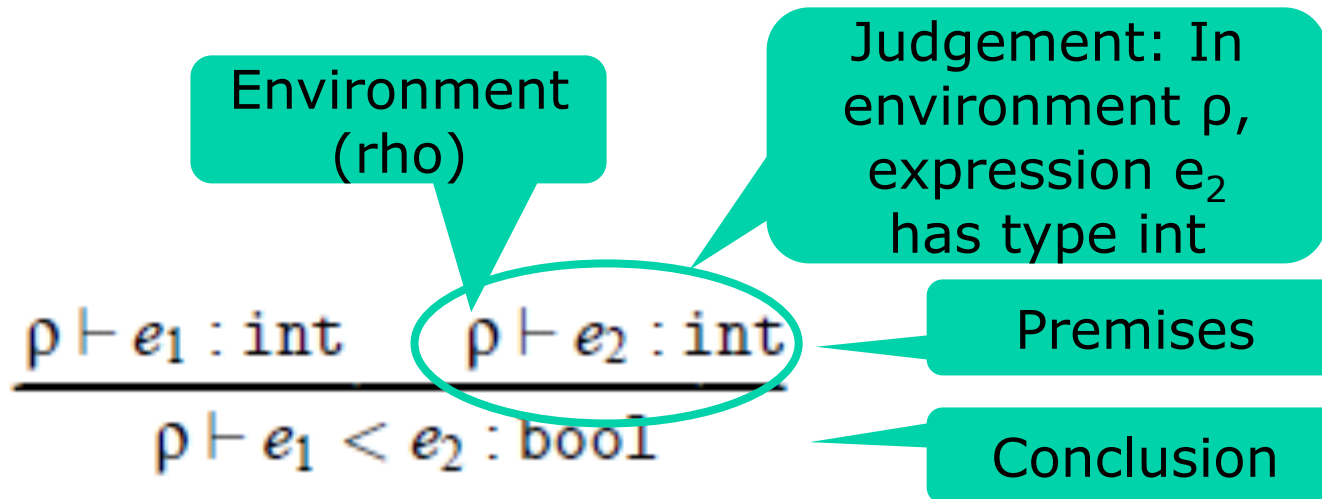 Environment
(rho)
Judgement: In
environment ρ,
expression e₂
has type int
ρ ⊢ e₁ : int ρ ⊢ e₂ : int
ρ ⊢ e₁ < e₂ : bool
Premises
Conclusion